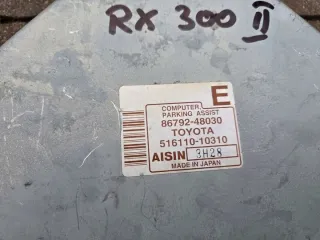 RX 300 II
E
COMPUTER
PARKING ASSIST
86792-48030
TOYOTA
516110-10310
AISIN 3H28
MADE IN JAPAN